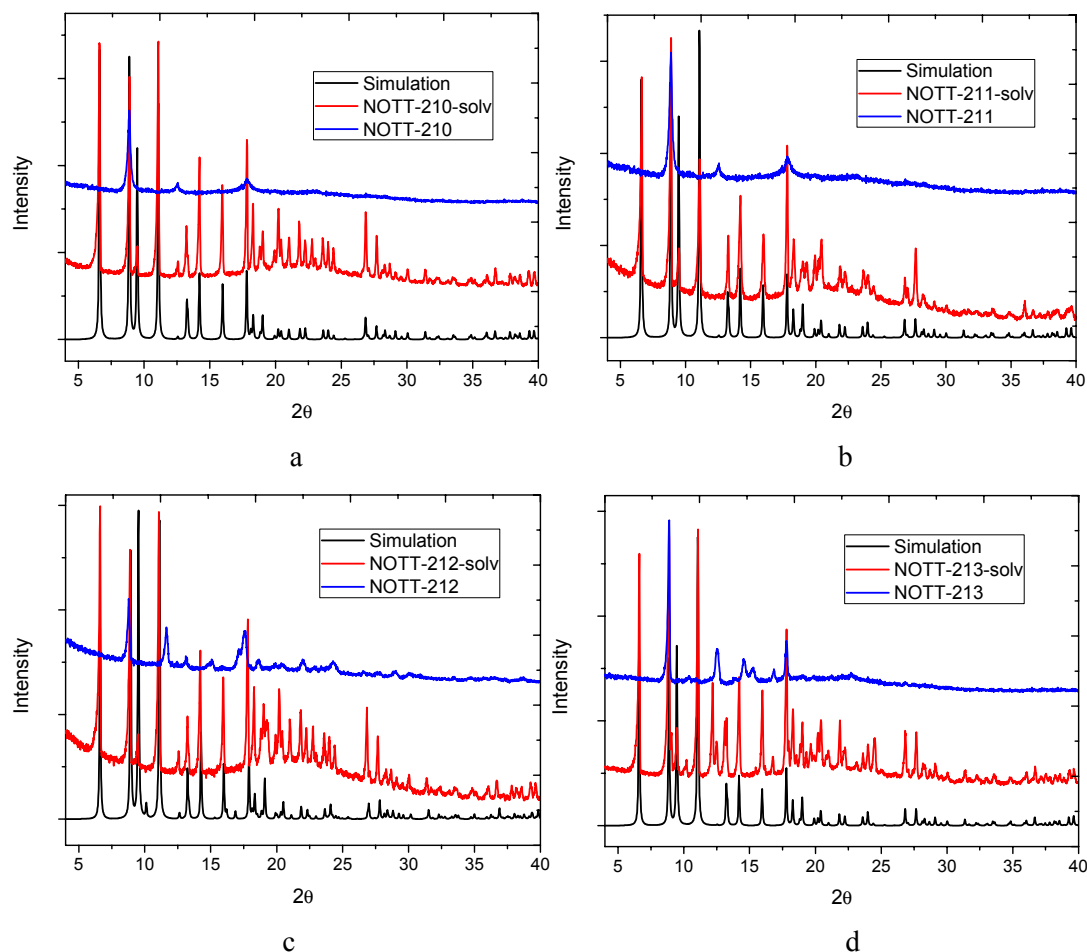 Simulation
NOTT-210-solv
NOTT-210
Intensity
5 10 15 20 25 30 35 40
2θ
a
Simulation
NOTT-211-solv
NOTT-211
Intensity
5 10 15 20 25 30 35 40
2θ
b
Simulation
NOTT-212-solv
NOTT-212
Intensity
5 10 15 20 25 30 35 40
2θ
c
Simulation
NOTT-213-solv
NOTT-213
Intensity
5 10 15 20 25 30 35 40
2θ
d